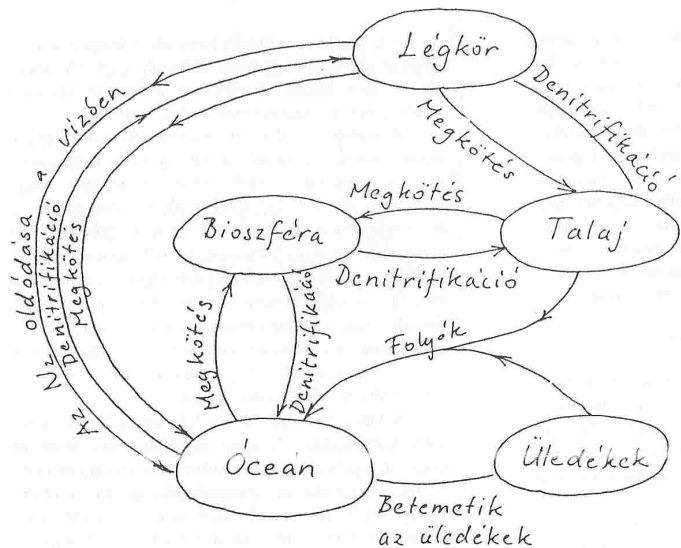 Légkör
Az N₂ oldódása a vízben
Denitrifikáció
Megkötés
Megkötés
Denitrifikáció
Megkötés
Bioszféra
Talaj
Denitrifikáció
Megkötés
Denitrifikáció
Folyók
Óceán
Üledékek
Betemetik
az üledékek